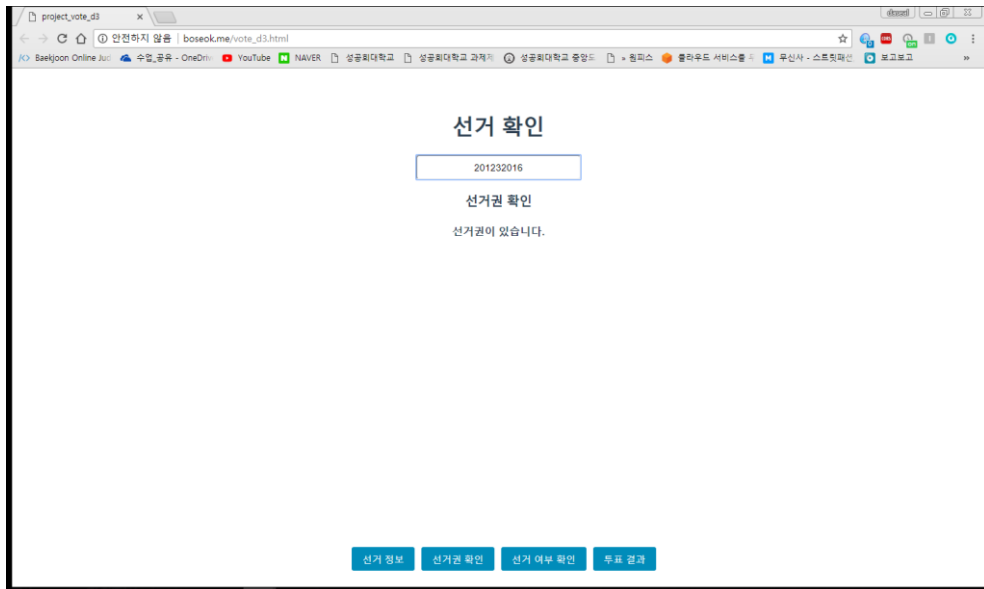 project_vote_d3
안전하지 않음 | boseok.me/vote_d3.html
Baekjoon Online Jud 수업_공유 - OneDriv YouTube NAVER 성공회대학교 성공회대학교 과제제 성공회대학교 중앙도 » 원피스 클라우드 서비스를 무신사 - 스트릿패션 보고보고 »
선거 확인
201232016
선거권 확인
선거권이 있습니다.
선거 정보 선거권 확인 선거 여부 확인 투표 결과